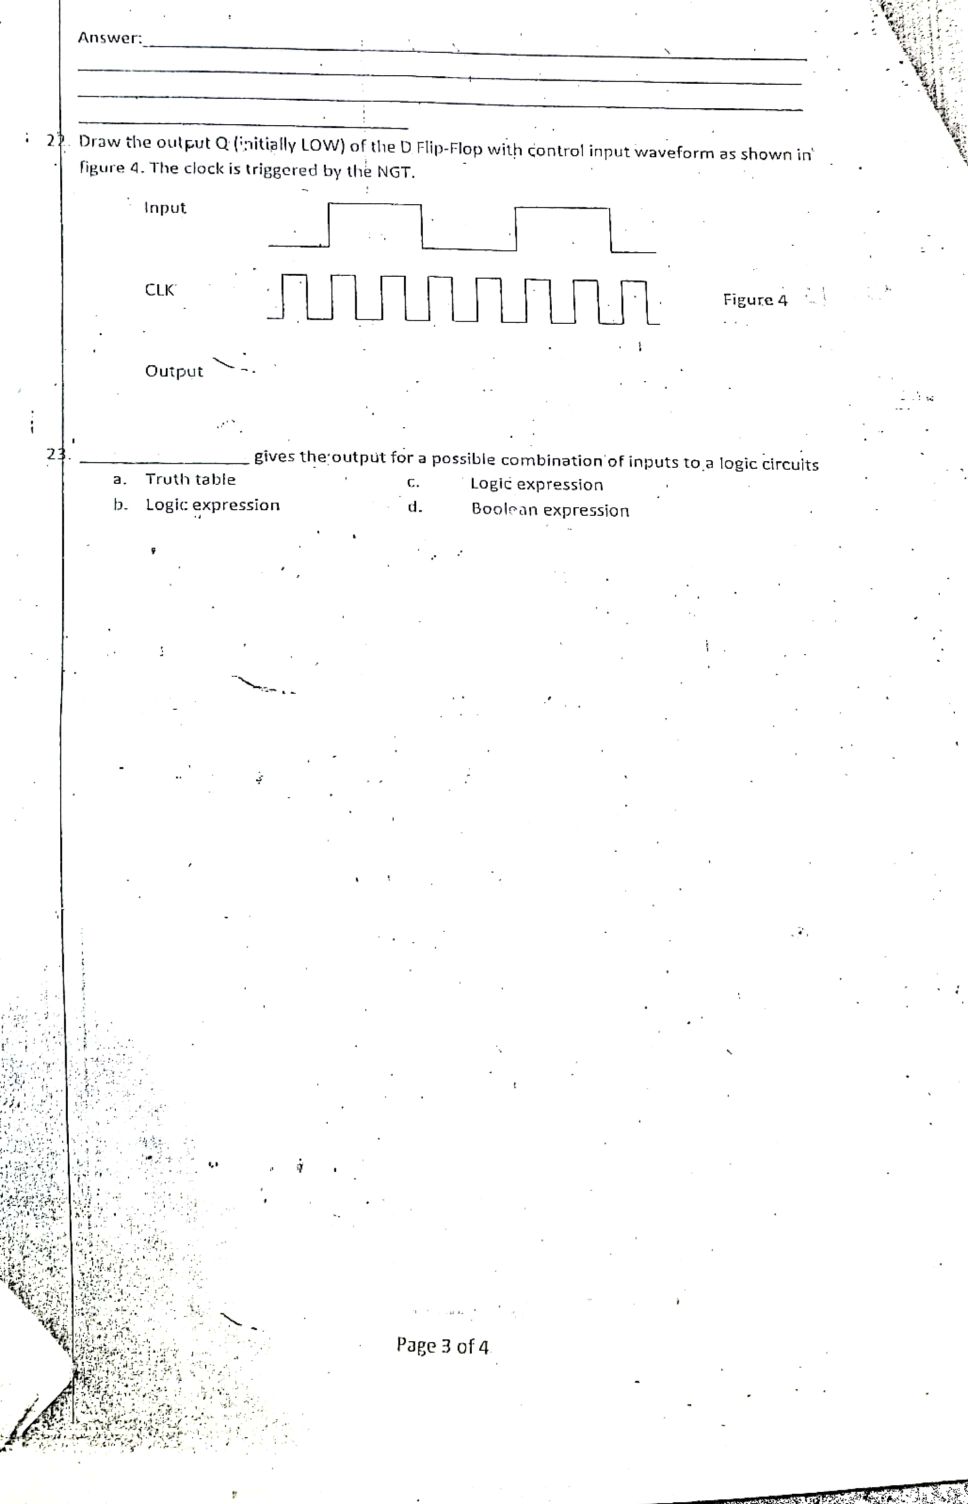 Answer:
22. Draw the output Q (initially LOW) of the D Flip-Flop with control input waveform as shown in
figure 4. The clock is triggered by the NGT.
Input
CLK
Figure 4
Output
23. ____________ gives the output for a possible combination of inputs to a logic circuits
a. Truth table c. Logic expression
b. Logic expression d. Boolean expression
Page 3 of 4